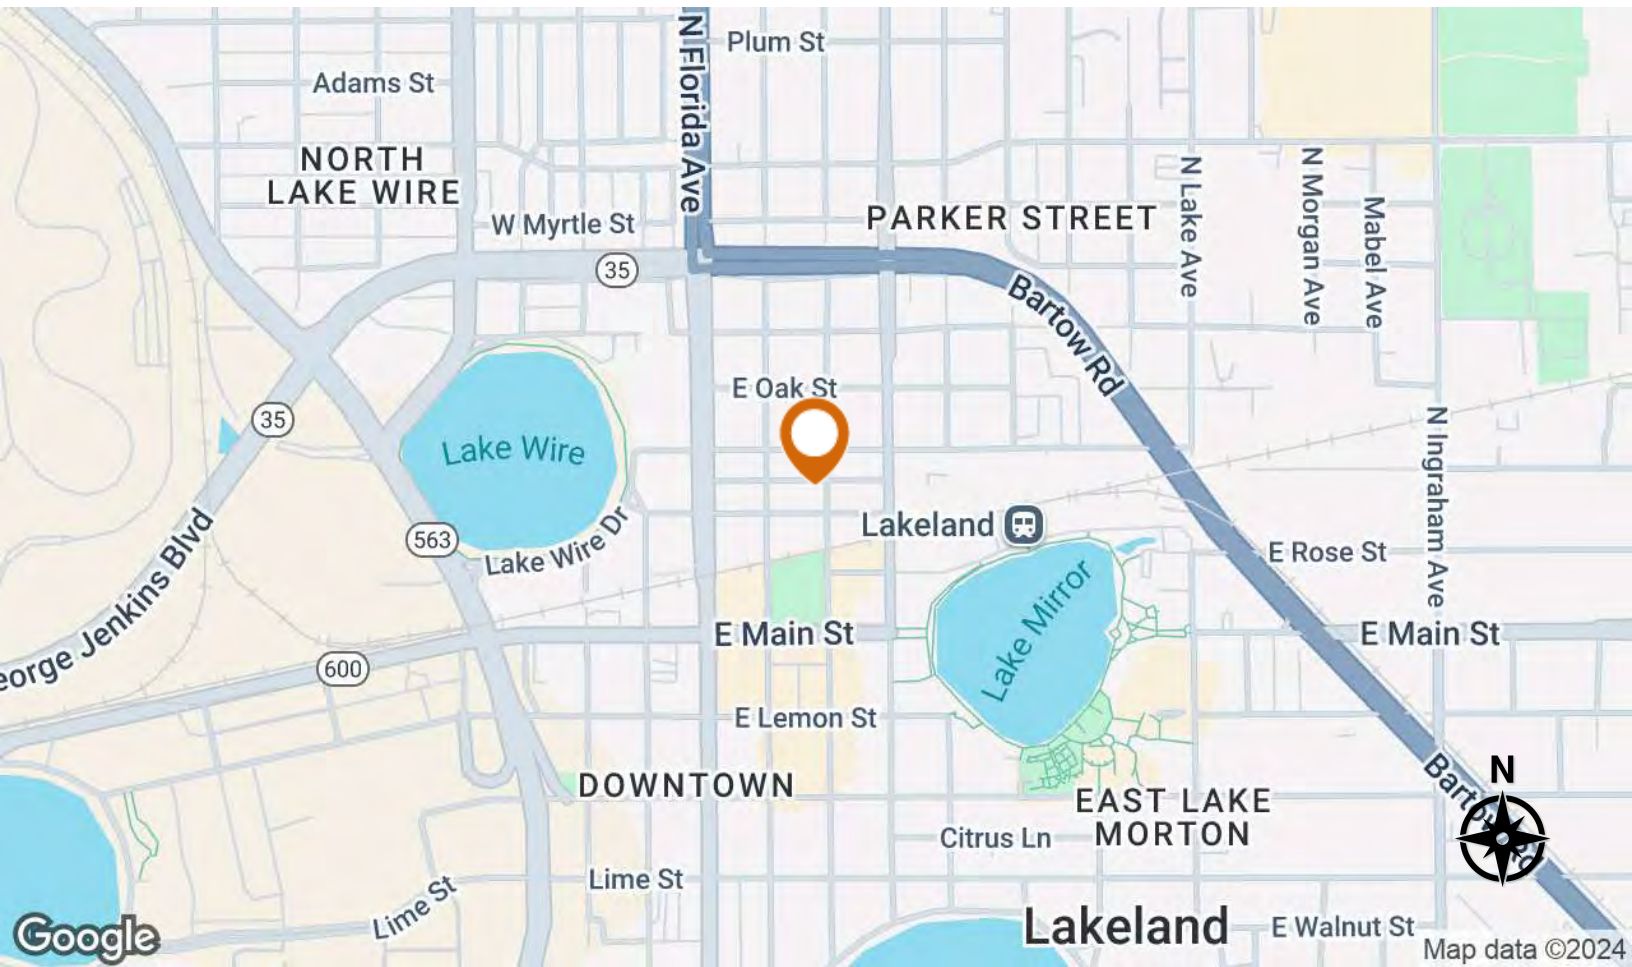 Plum St
N Florida Ave
Adams St
NORTH
LAKE WIRE
W Myrtle St
PARKER STREET
N Lake Ave
N Morgan Ave
Mabel Ave
35
Bartow Rd
E Oak St
35
Lake Wire
N Ingraham Ave
563
Lake Wire Dr
Lakeland
E Rose St
eorge Jenkins Blvd
Lake Mirror
E Main St
E Main St
600
E Lemon St
DOWNTOWN
N
Bartow Rd
EAST LAKE
MORTON
Citrus Ln
Lime St
Lime St
Lakeland
E Walnut St
Google
Map data ©2024